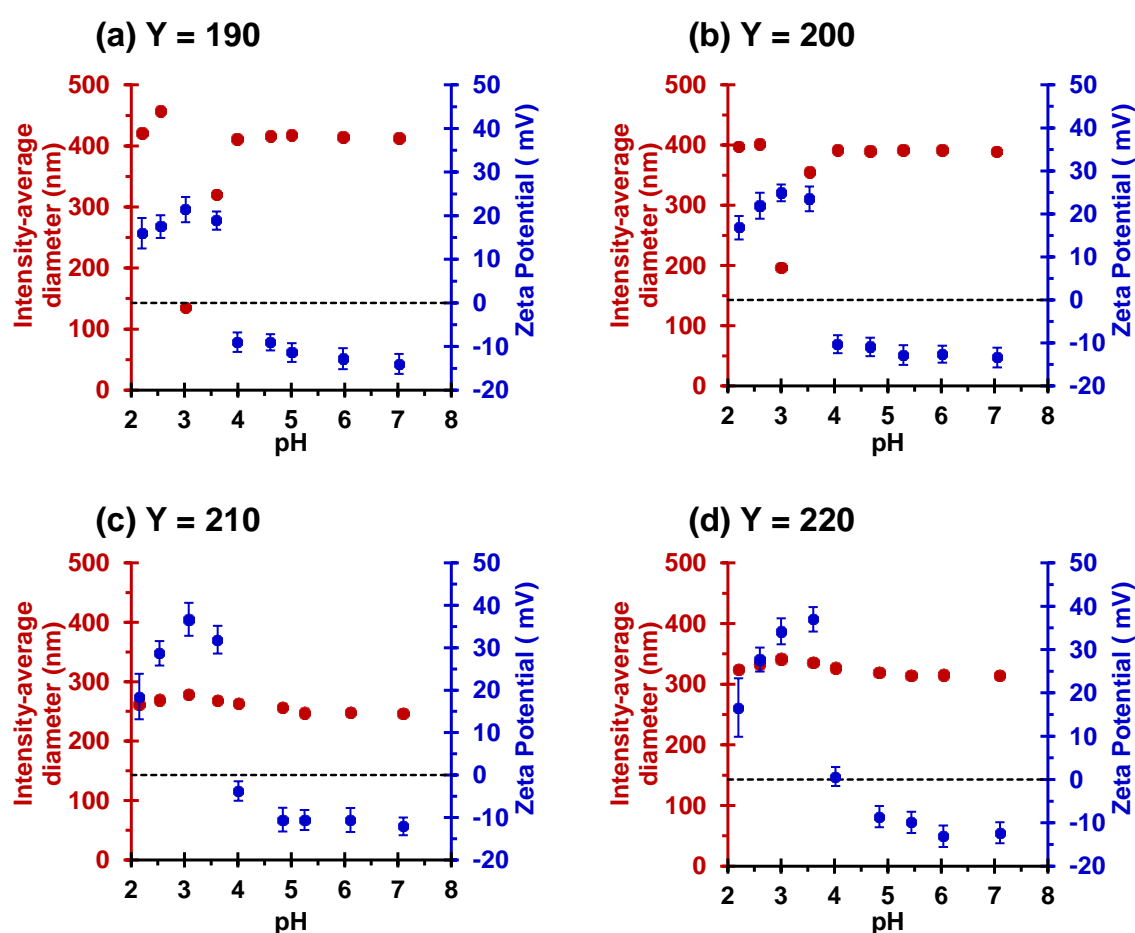 (a) Y = 190
500
400
300
200
100
0
Intensity-average
diameter (nm)
50
40
30
20
10
0
-10
-20
Zeta Potential ( mV)
2 3 4 5 6 7 8
pH
(b) Y = 200
500
400
300
200
100
0
Intensity-average
diameter (nm)
50
40
30
20
10
0
-10
-20
Zeta Potential ( mV)
2 3 4 5 6 7 8
pH
(c) Y = 210
500
400
300
200
100
0
Intensity-average
diameter (nm)
50
40
30
20
10
0
-10
-20
Zeta Potential ( mV)
2 3 4 5 6 7 8
pH
(d) Y = 220
500
400
300
200
100
0
Intensity-average
diameter (nm)
50
40
30
20
10
0
-10
-20
Zeta Potential ( mV)
2 3 4 5 6 7 8
pH